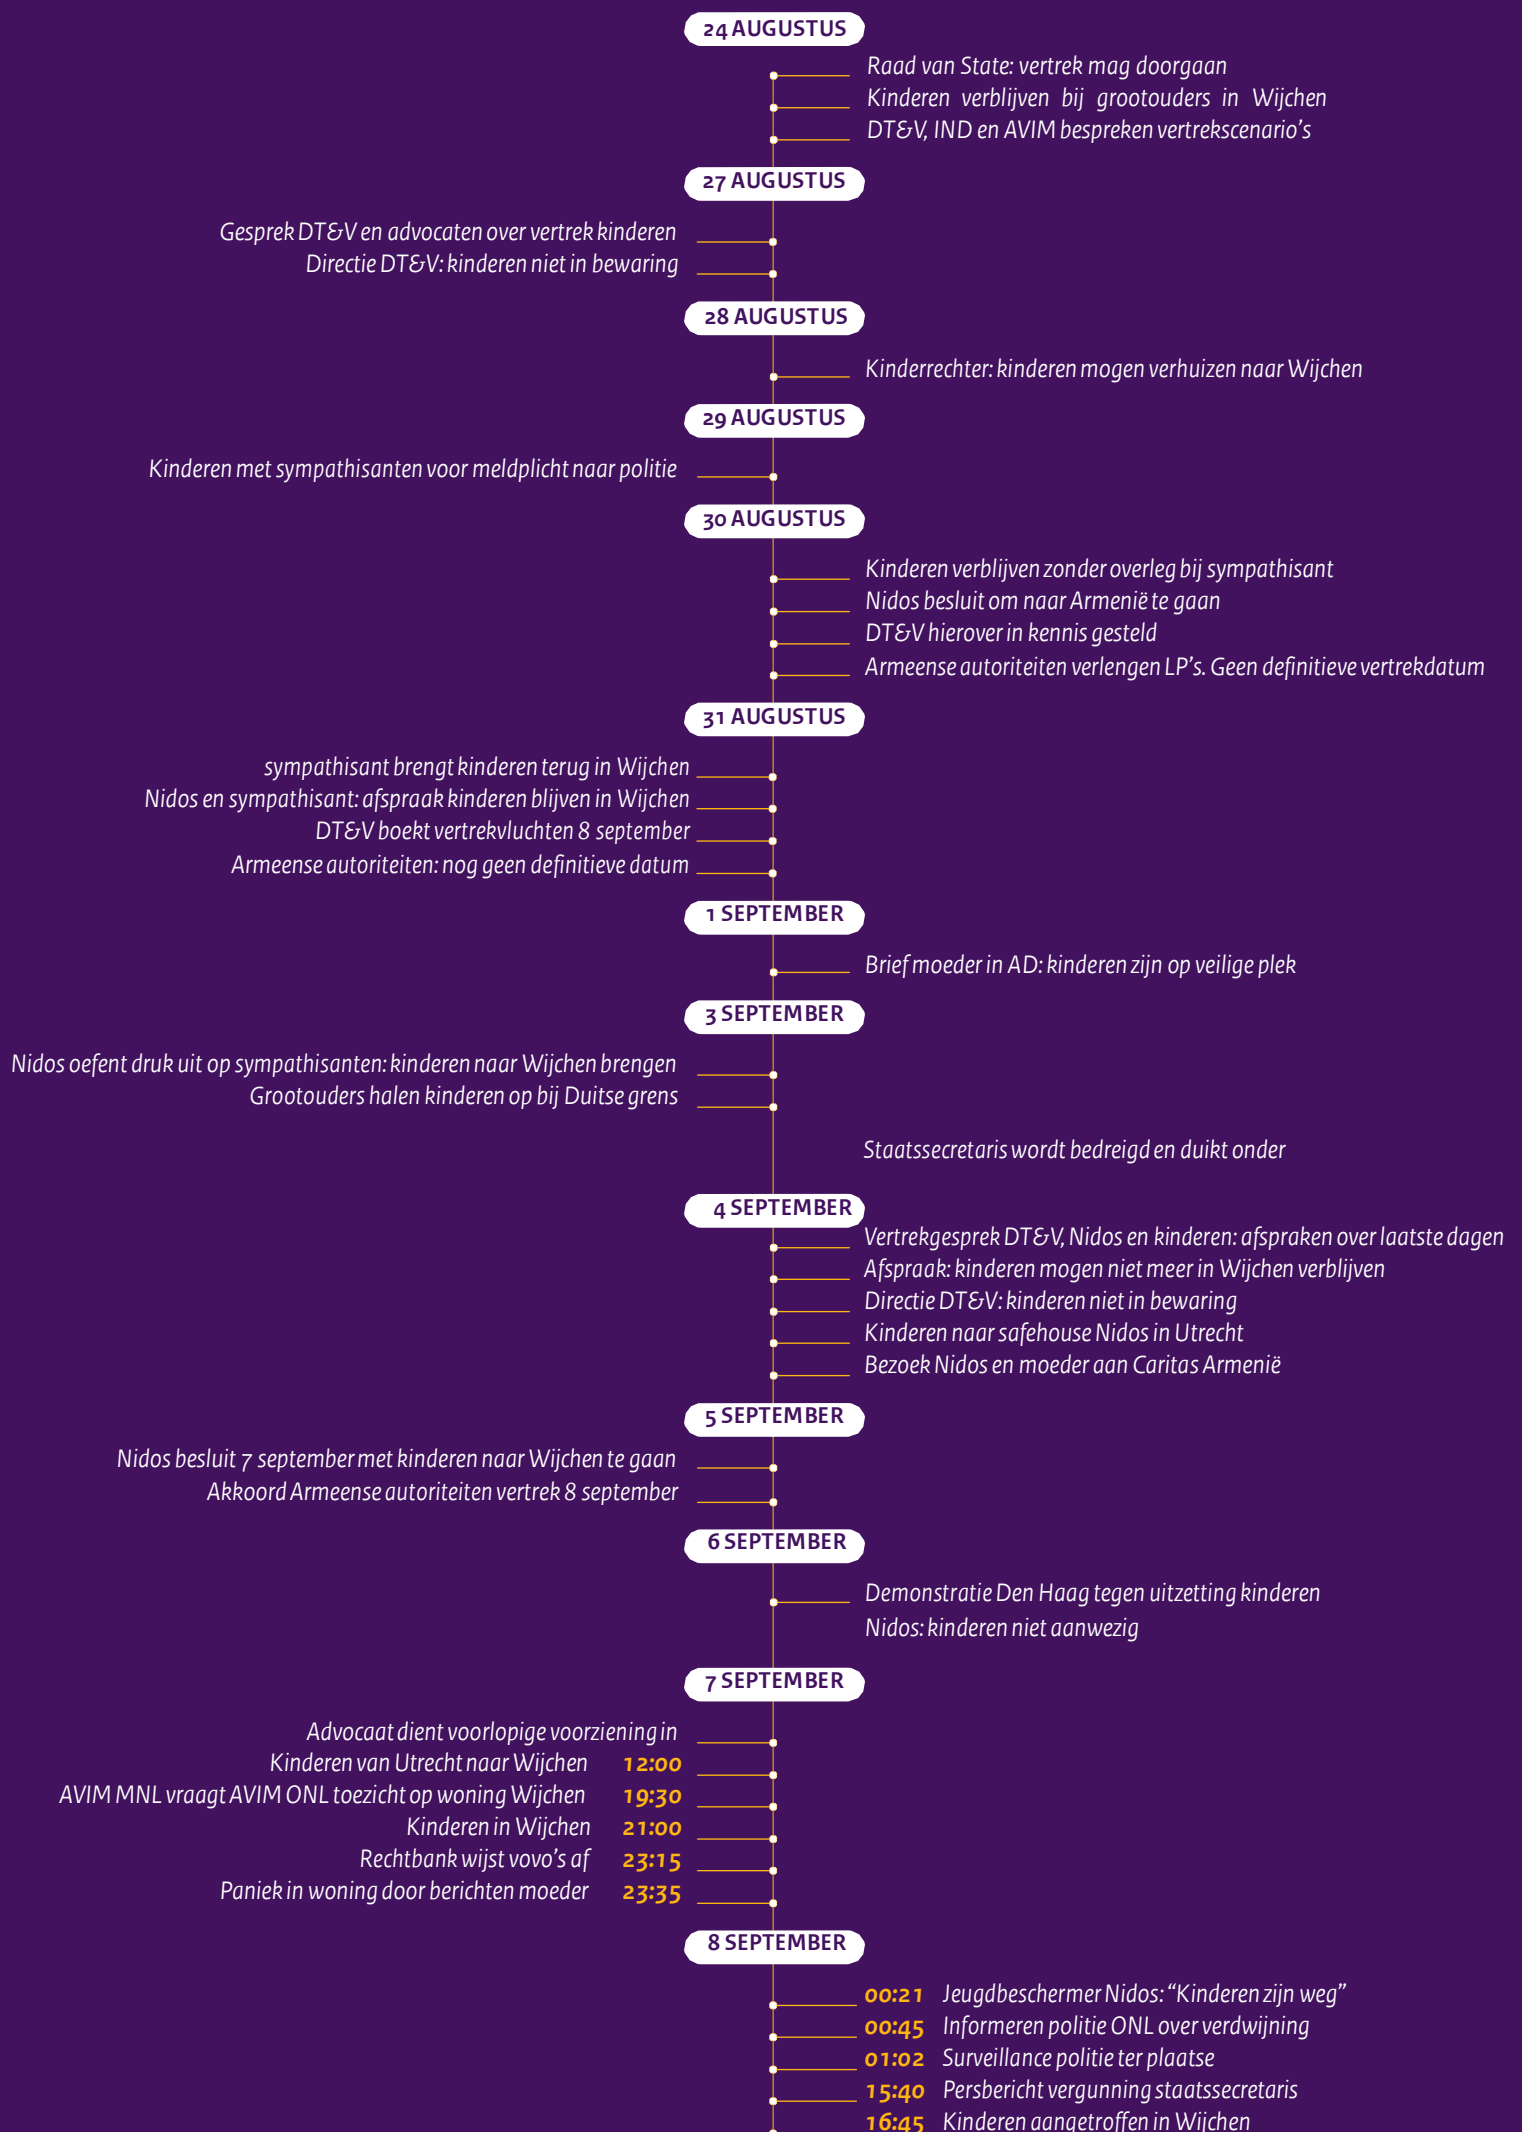 24 AUGUSTUS
Raad van State: vertrek mag doorgaan
Kinderen verblijven bij grootouders in Wijchen
DT&V, IND en AVIM bespreken vertrekscenario’s
27 AUGUSTUS
Gesprek DT&V en advocaten over vertrek kinderen
Directie DT&V: kinderen niet in bewaring
28 AUGUSTUS
Kinderrechter: kinderen mogen verhuizen naar Wijchen
29 AUGUSTUS
Kinderen met sympathisanten voor meldplicht naar politie
30 AUGUSTUS
Kinderen verblijven zonder overleg bij sympathisant
Nidos besluit om naar Armenië te gaan
DT&V hierover in kennis gesteld
Armeense autoriteiten verlengen LP’s. Geen definitieve vertrekdatum
31 AUGUSTUS
sympathisant brengt kinderen terug in Wijchen
Nidos en sympathisant: afspraak kinderen blijven in Wijchen
DT&V boekt vertrekvluchten 8 september
Armeense autoriteiten: nog geen definitieve datum
1 SEPTEMBER
Brief moeder in AD: kinderen zijn op veilige plek
3 SEPTEMBER
Nidos oefent druk uit op sympathisanten: kinderen naar Wijchen brengen
Grootouders halen kinderen op bij Duitse grens
Staatssecretaris wordt bedreigd en duikt onder
4 SEPTEMBER
Vertrekgesprek DT&V, Nidos en kinderen: afspraken over laatste dagen
Afspraak: kinderen mogen niet meer in Wijchen verblijven
Directie DT&V: kinderen niet in bewaring
Kinderen naar safehouse Nidos in Utrecht
Bezoek Nidos en moeder aan Caritas Armenië
5 SEPTEMBER
Nidos besluit 7 september met kinderen naar Wijchen te gaan
Akkoord Armeense autoriteiten vertrek 8 september
6 SEPTEMBER
Demonstratie Den Haag tegen uitzetting kinderen
Nidos: kinderen niet aanwezig
7 SEPTEMBER
Advocaat dient voorlopige voorziening in
Kinderen van Utrecht naar Wijchen 12:00
AVIM MNL vraagt AVIM ONL toezicht op woning Wijchen 19:30
Kinderen in Wijchen 21:00
Rechtbank wijst vovo’s af 23:15
Paniek in woning door berichten moeder 23:35
8 SEPTEMBER
00:21 Jeugdbeschermer Nidos: “Kinderen zijn weg”
00:45 Informeren politie ONL over verdwijning
01:02 Surveillance politie ter plaatse
15:40 Persbericht vergunning staatssecretaris
16:45 Kinderen aangetroffen in Wijchen